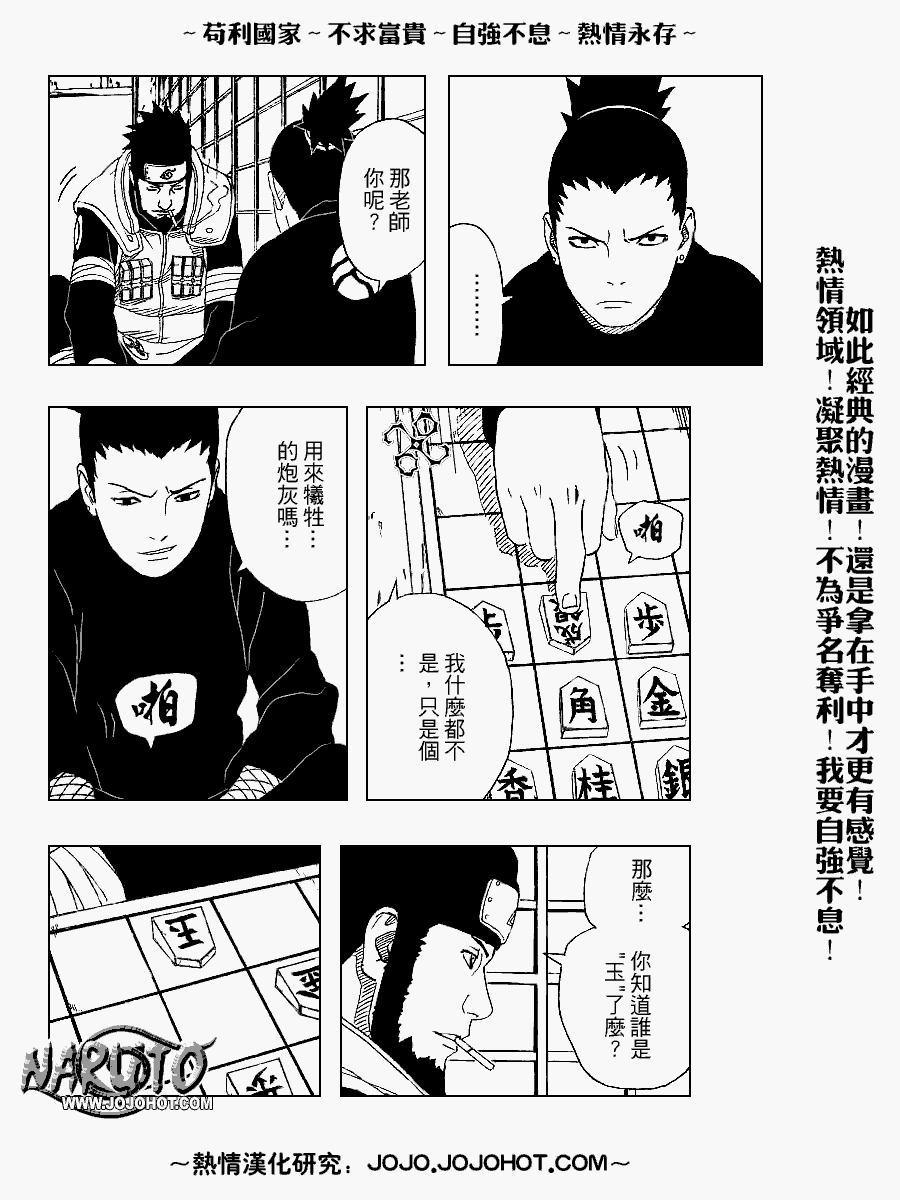 ～苟利國家～不求富貴～自強不息～熱情永存～
如此經典的漫畫！還是拿在手中才更有感覺！
熱情領域！凝聚熱情！不為爭名奪利！我要自強不息！
………
那老師
你呢？
啪
步
成銀
金
角
銀
桂
香
我什麼都不
是，只是個
…
用來犧牲…
的炮灰嗎…
啪
那麼… 你知道誰是
"玉"了麼？
王
NARUTO
WWW.JOJOHOT.COM
～熱情漢化研究：JOJO.JOJOHOT.COM～